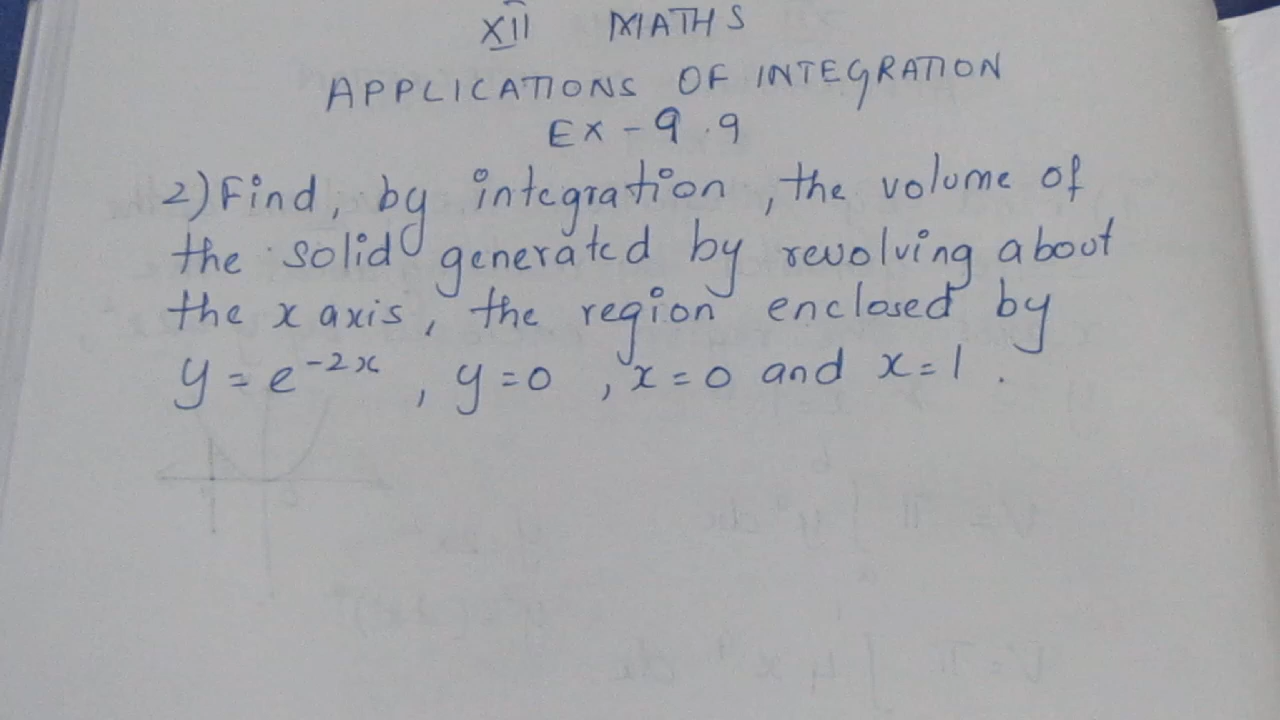 XII MATHS
APPLICATIONS OF INTEGRATION
EX - 9.9
2) Find, by integration, the volume of
the solid generated by revolving about
the x axis, the region enclosed by
y = e⁻²ˣ, y = 0, x = 0 and x = 1.